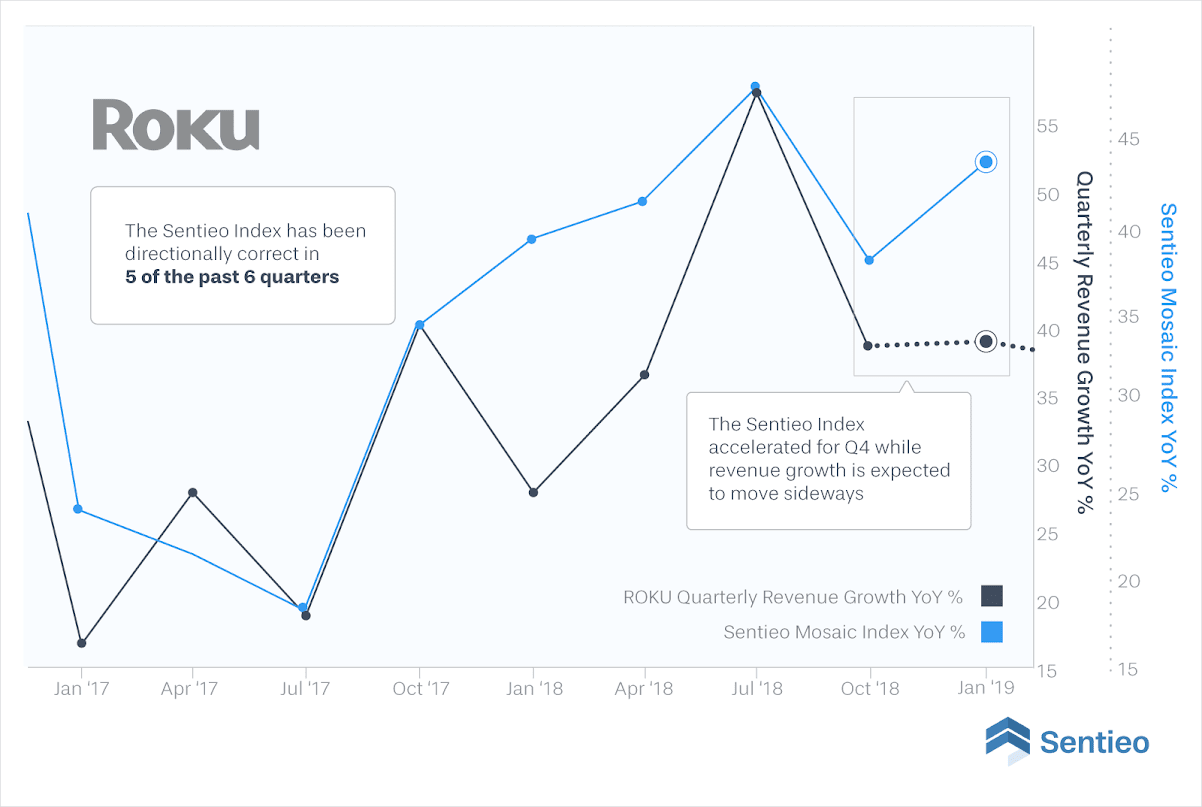 ROKU
The Sentieo Index has been
directionally correct in
5 of the past 6 quarters
The Sentieo Index
accelerated for Q4 while
revenue growth is expected
to move sideways
ROKU Quarterly Revenue Growth YoY %
Sentieo Mosaic Index YoY %
55
50
45
40
35
30
25
20
15
Quarterly Revenue Growth YoY %
45
40
35
30
25
20
15
Sentieo Mosaic Index YoY %
Jan '17
Apr '17
Jul '17
Oct '17
Jan '18
Apr '18
Jul '18
Oct '18
Jan '19
Sentieo